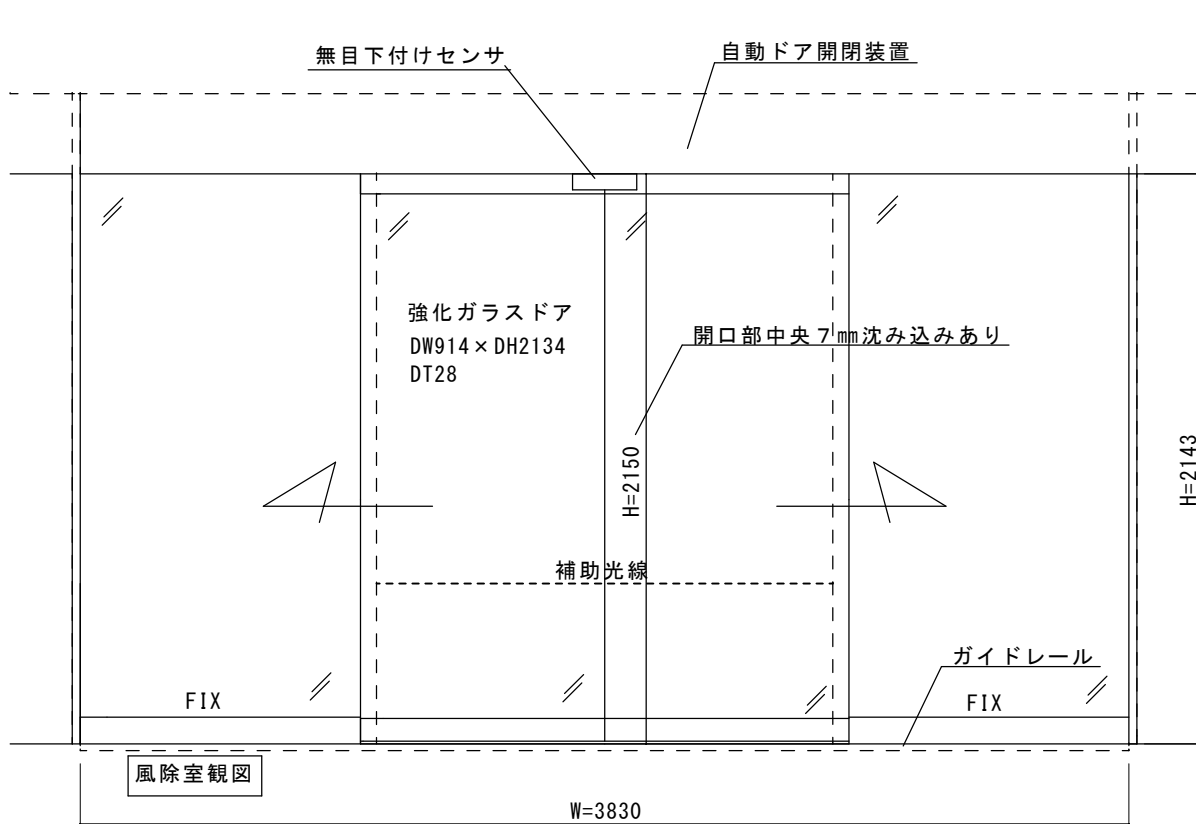 無目下付けセンサ
自動ドア開閉装置
強化ガラスドア
DW914×DH2134
DT28
開口部中央7㎜沈み込みあり
H=2150
H=2143
補助光線
ガイドレール
FIX
FIX
風除室観図
W=3830